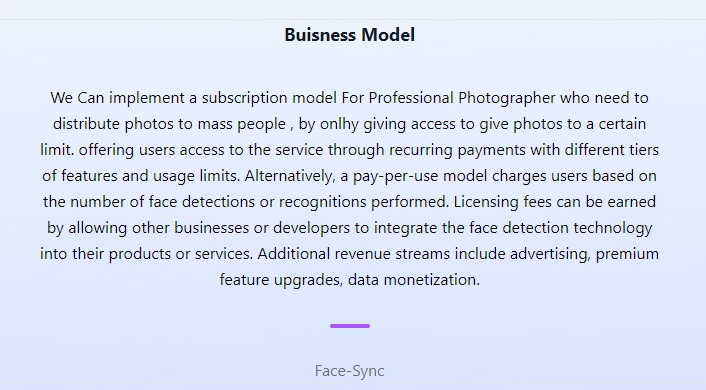 Buisness Model
We Can implement a subscription model For Professional Photographer who need to
distribute photos to mass people , by onlhy giving access to give photos to a certain
limit. offering users access to the service through recurring payments with different tiers
of features and usage limits. Alternatively, a pay-per-use model charges users based on
the number of face detections or recognitions performed. Licensing fees can be earned
by allowing other businesses or developers to integrate the face detection technology
into their products or services. Additional revenue streams include advertising, premium
feature upgrades, data monetization.
Face-Sync